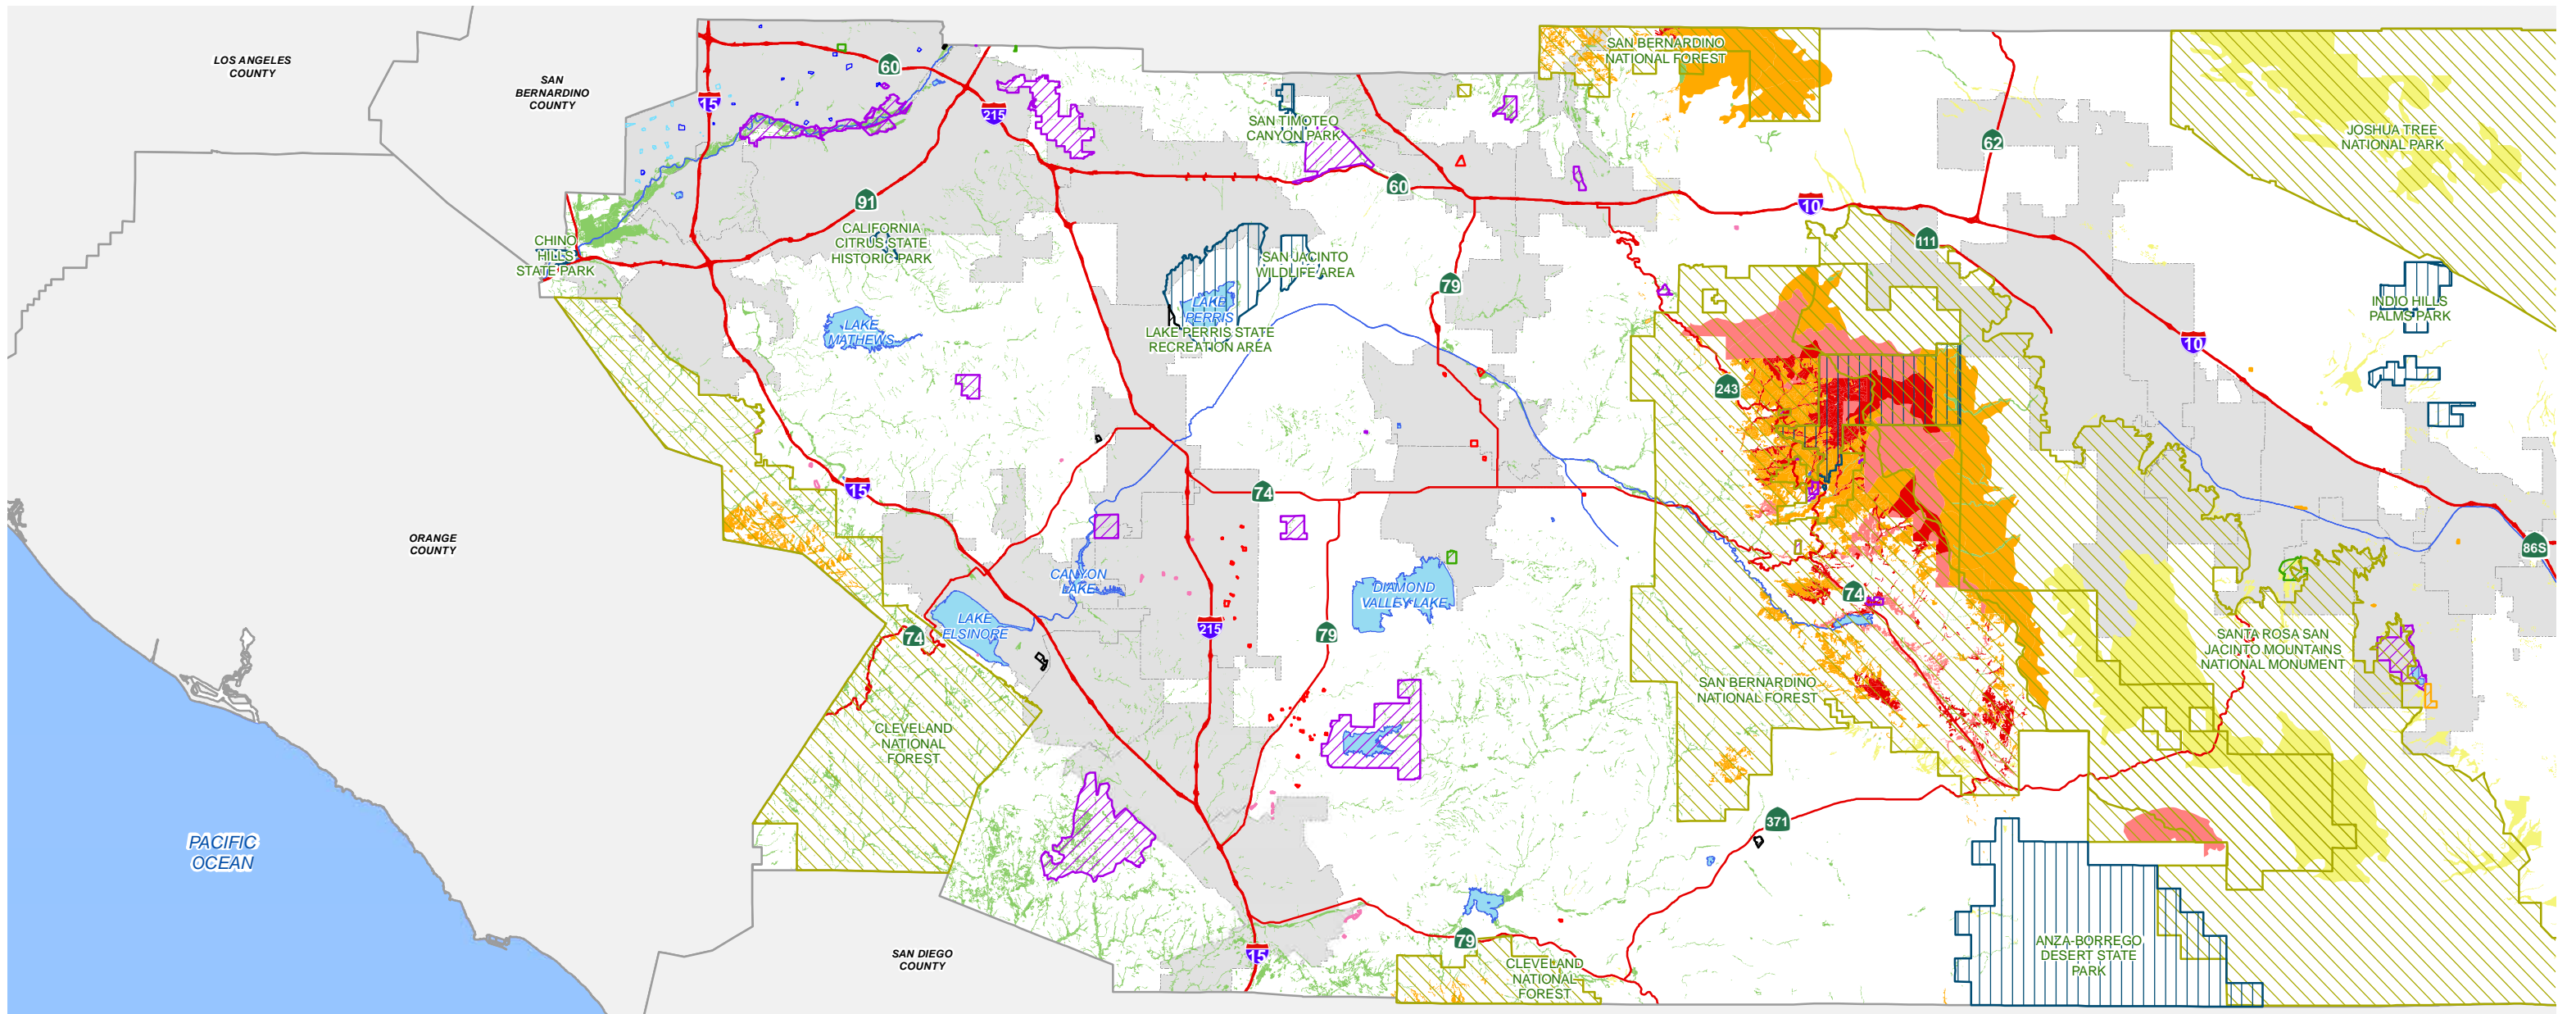 LOS ANGELES
COUNTY
SAN
BERNARDINO
COUNTY
60
15
215
SAN BERNARDINO
NATIONAL FOREST
SAN TIMOTEO
CANYON PARK
62
JOSHUA TREE
NATIONAL PARK
60
91
10
CHINO
HILLS
STATE PARK
CALIFORNIA
CITRUS STATE
HISTORIC PARK
111
SAN JACINTO
WILDLIFE AREA
79
LAKE
PERRIS
LAKE PERRIS STATE
RECREATION AREA
LAKE
MATHEWS
INDIO HILLS
PALMS PARK
10
243
15
74
ORANGE
COUNTY
86S
CANYON
LAKE
DIAMOND
VALLEY LAKE
74
LAKE
ELSINORE
74
215
79
SANTA ROSA SAN
JACINTO MOUNTAINS
NATIONAL MONUMENT
SAN BERNARDINO
NATIONAL FOREST
CLEVELAND
NATIONAL
FOREST
371
PACIFIC
OCEAN
SAN DIEGO
COUNTY
15
79
CLEVELAND
NATIONAL
FOREST
ANZA-BORREGO
DESERT STATE
PARK